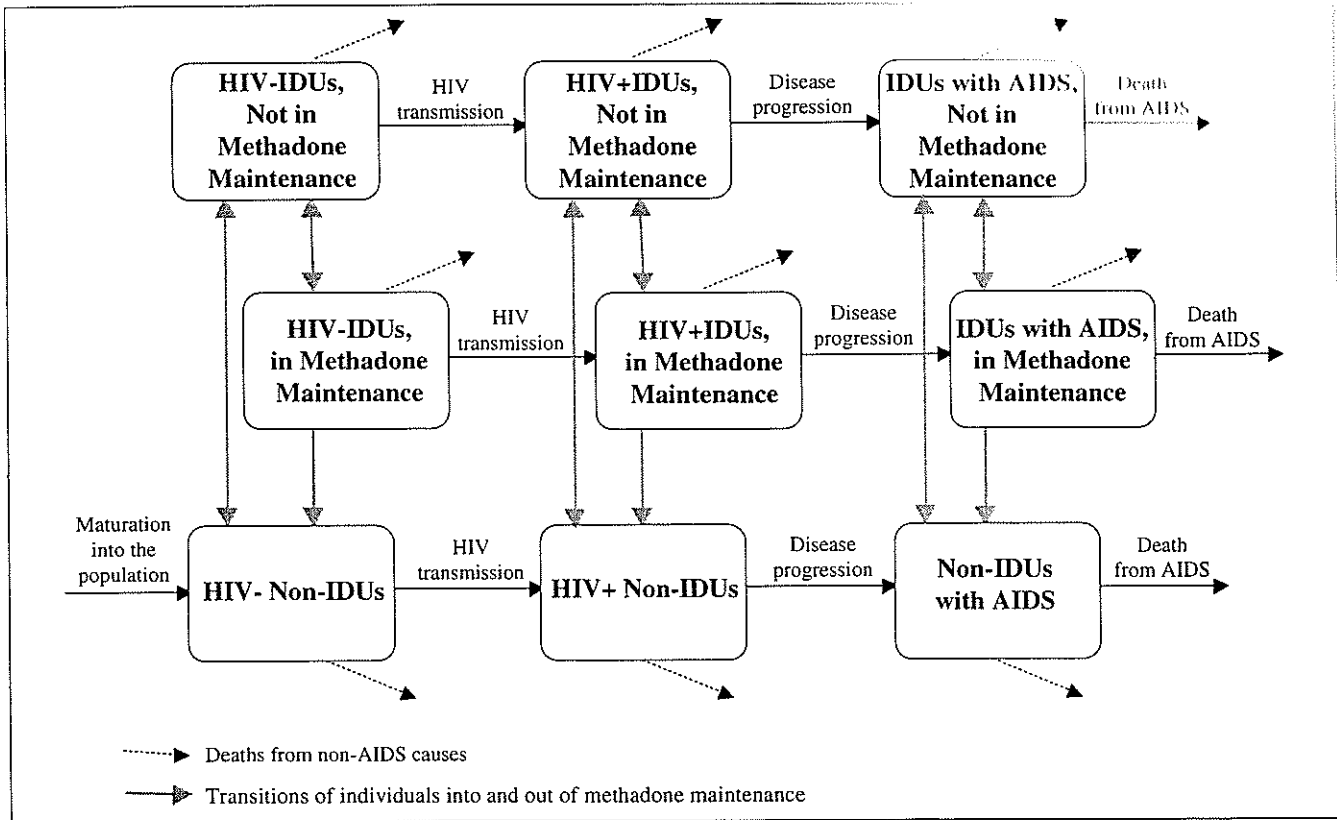 HIV-IDUs,
Not in
Methadone
Maintenance
HIV
transmission
HIV+IDUs,
Not in
Methadone
Maintenance
Disease
progression
IDUs with AIDS,
Not in
Methadone
Maintenance
Death
from AIDS
HIV-IDUs,
in Methadone
Maintenance
HIV
transmission
HIV+IDUs,
in Methadone
Maintenance
Disease
progression
IDUs with AIDS,
in Methadone
Maintenance
Death
from AIDS
Maturation
into the
population
HIV- Non-IDUs
HIV
transmission
HIV+ Non-IDUs
Disease
progression
Non-IDUs
with AIDS
Death
from AIDS
Deaths from non-AIDS causes
Transitions of individuals into and out of methadone maintenance